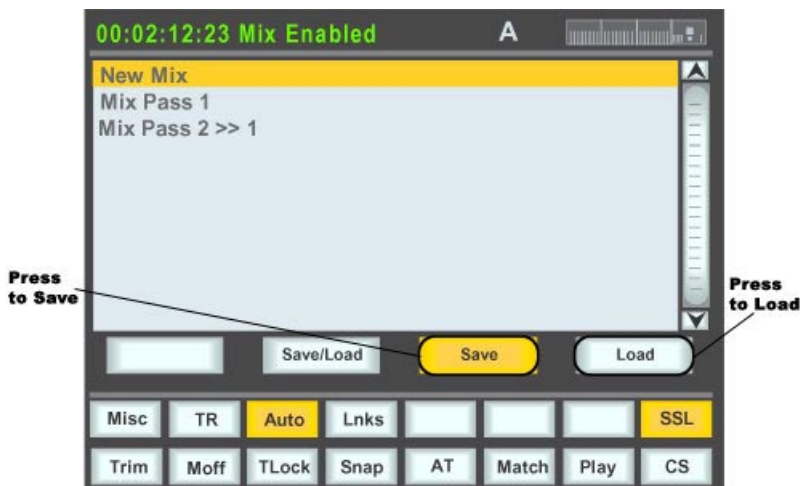 00:02:12:23 Mix Enabled A
New Mix
Mix Pass 1
Mix Pass 2 >> 1
Press
to Save
Press
to Load
Save/Load Save Load
Misc TR Auto Lnks SSL
Trim Moff TLock Snap AT Match Play CS